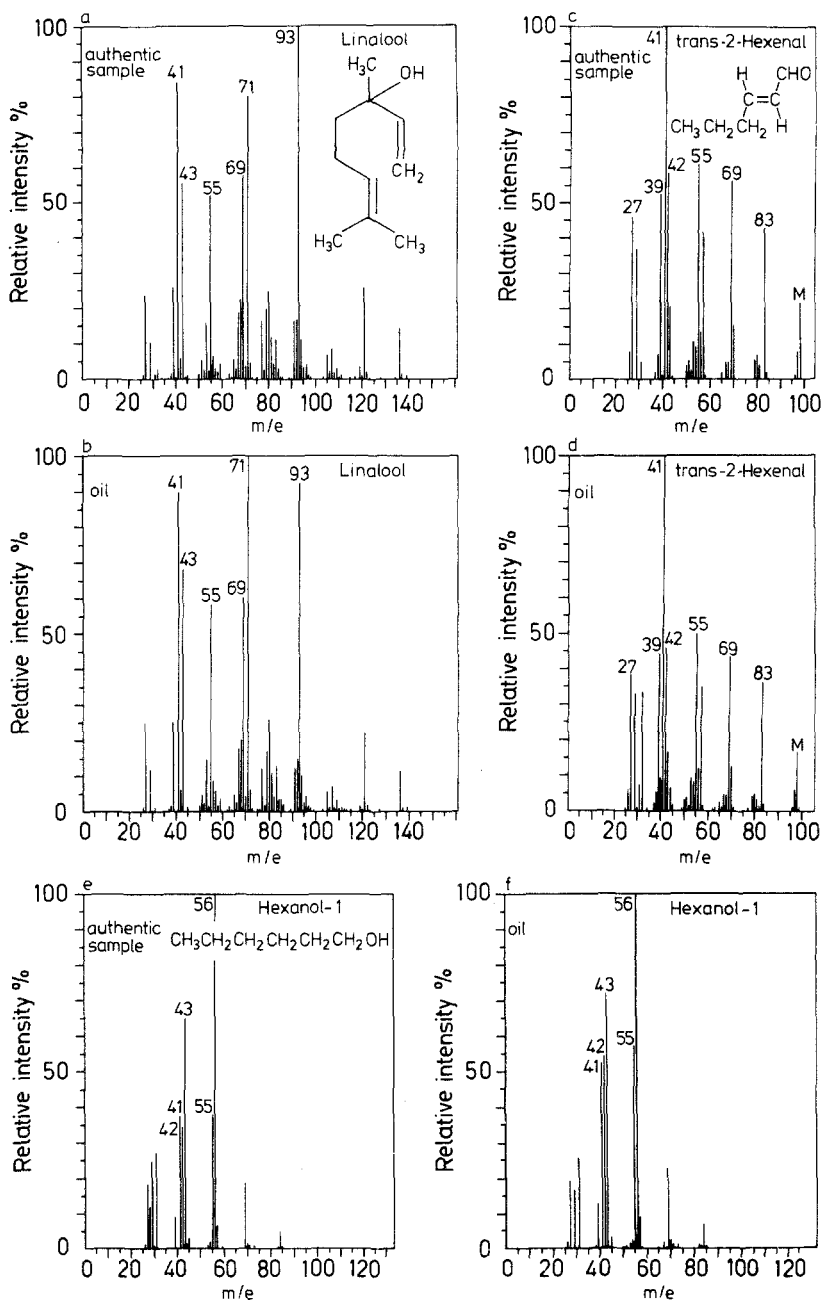 a
authentic
sample
Linalool
H₃C OH
CH₂
H₃C CH₃
41
43
55
69
71
93
Relative intensity %
100
50
0
0 20 40 60 80 100 120 140
m/e
c
authentic
sample
trans-2-Hexenal
H CHO
C=C
CH₃CH₂CH₂ H
27
39
41
42
55
69
83
M
Relative intensity %
100
50
0
0 20 40 60 80 100
m/e
b
oil
Linalool
41
43
55
69
71
93
Relative intensity %
100
50
0
0 20 40 60 80 100 120 140
m/e
d
oil
trans-2-Hexenal
27
39
41
42
55
69
83
M
Relative intensity %
100
50
0
0 20 40 60 80 100
m/e
e
authentic
sample
Hexanol-1
CH₃CH₂CH₂CH₂CH₂CH₂OH
42
41
43
55
56
Relative intensity %
100
50
0
0 20 40 60 80 100 120
m/e
f
oil
Hexanol-1
41
42
43
55
56
Relative intensity %
100
50
0
0 20 40 60 80 100 120
m/e